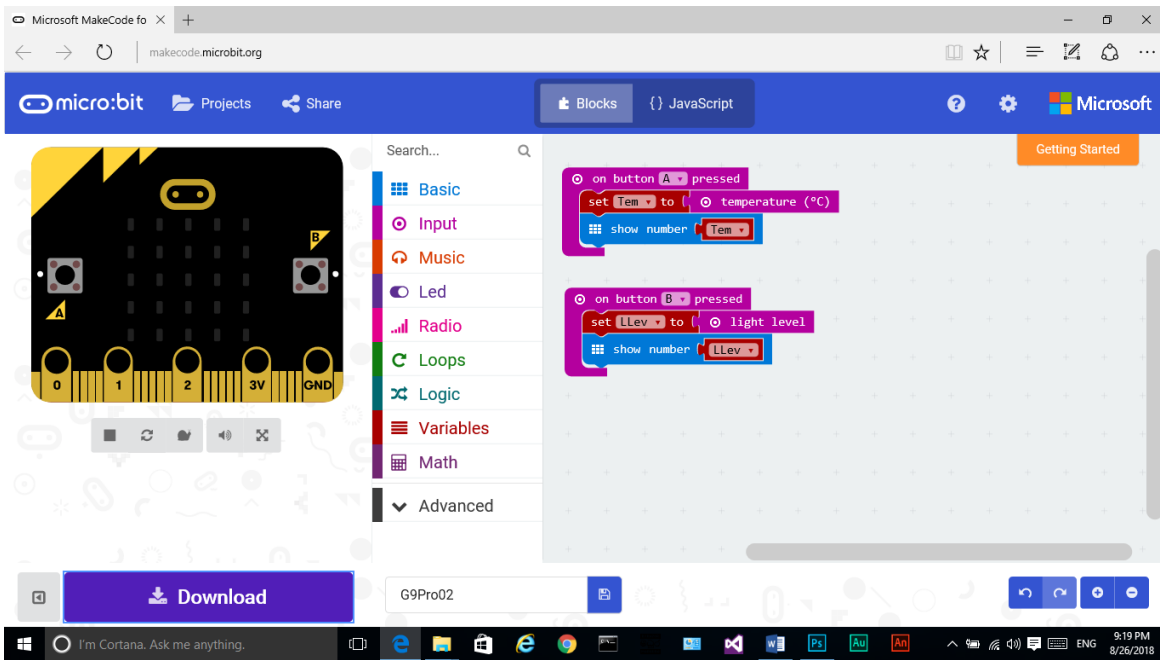 Microsoft MakeCode fo
makecode.microbit.org
micro:bit Projects Share Blocks {} JavaScript ? Microsoft
Getting Started
Search...
Basic
Input
Music
Led
Radio
Loops
Logic
Variables
Math
Advanced
B
A
0 1 2 3V GND
on button A pressed
set Tem to temperature (°C)
show number Tem
on button B pressed
set LLev to light level
show number LLev
Download
G9Pro02
I'm Cortana. Ask me anything.
Ps Au An
ENG
9:19 PM
8/26/2018